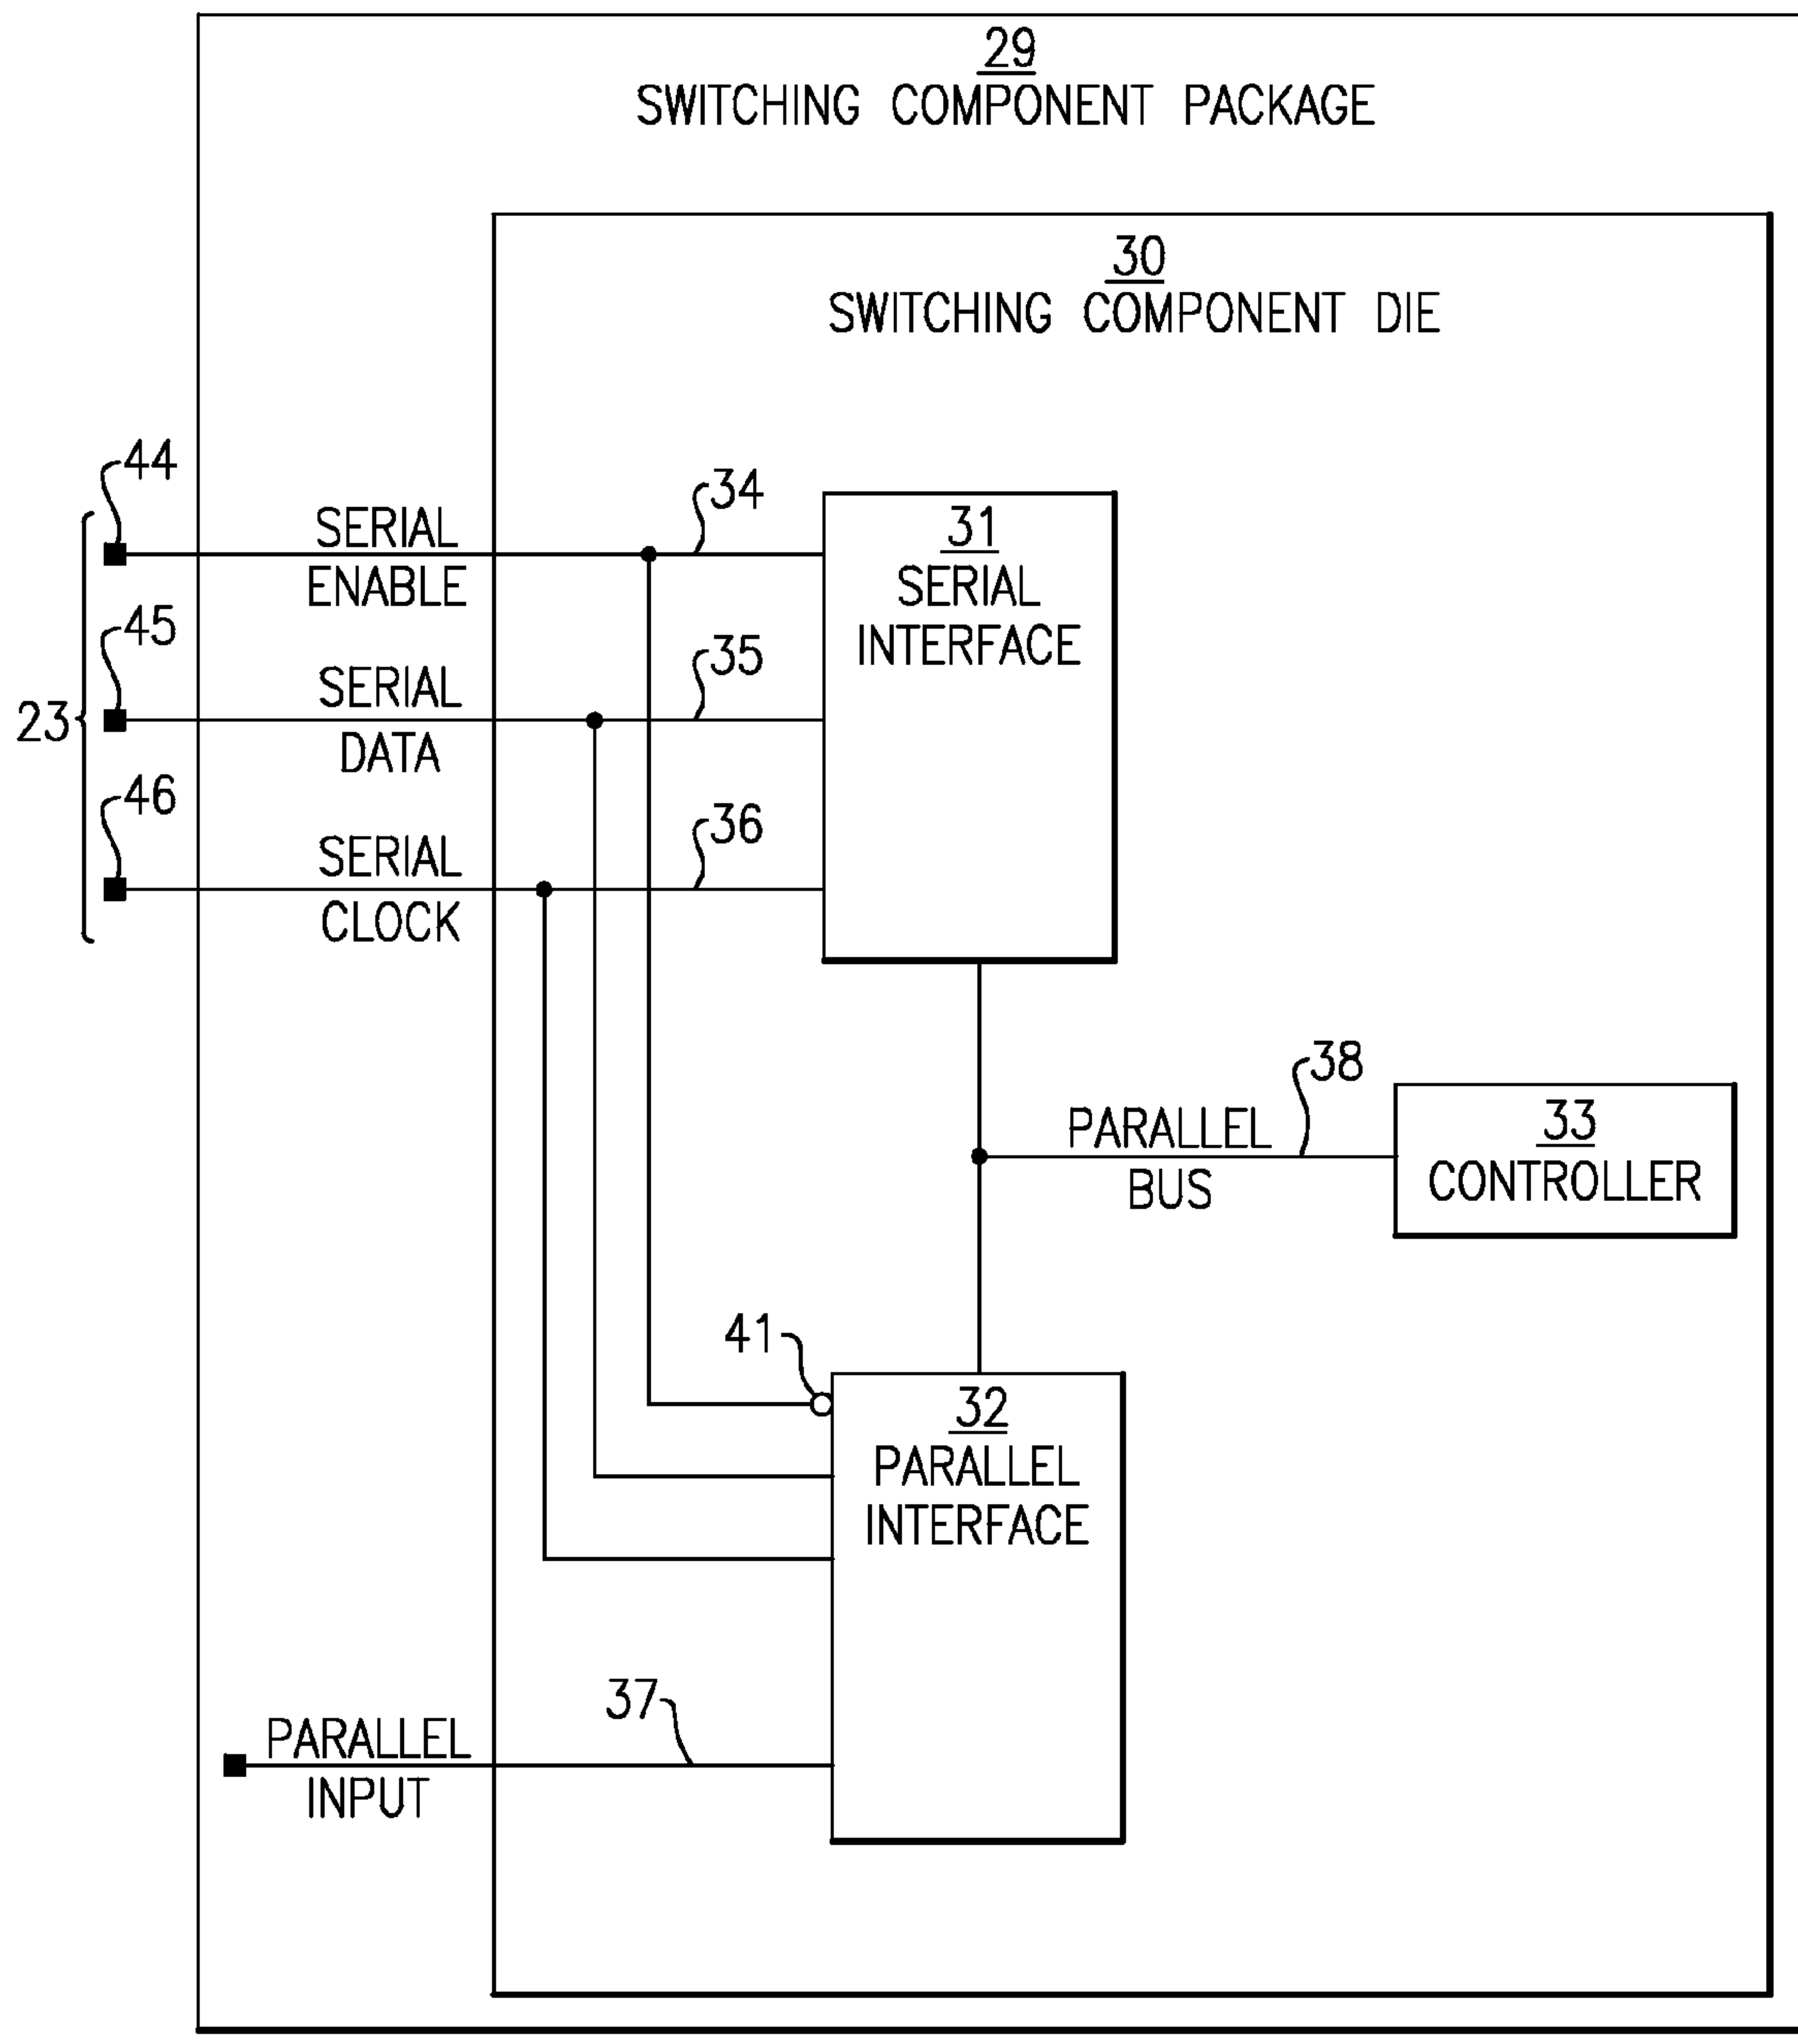 29
SWITCHING COMPONENT PACKAGE
30
SWITCHING COMPONENT DIE
44
34
31
SERIAL
ENABLE
SERIAL
INTERFACE
45
35
SERIAL
DATA
23
46
36
SERIAL
CLOCK
38
PARALLEL
BUS
33
CONTROLLER
41
32
PARALLEL
INTERFACE
37
PARALLEL
INPUT